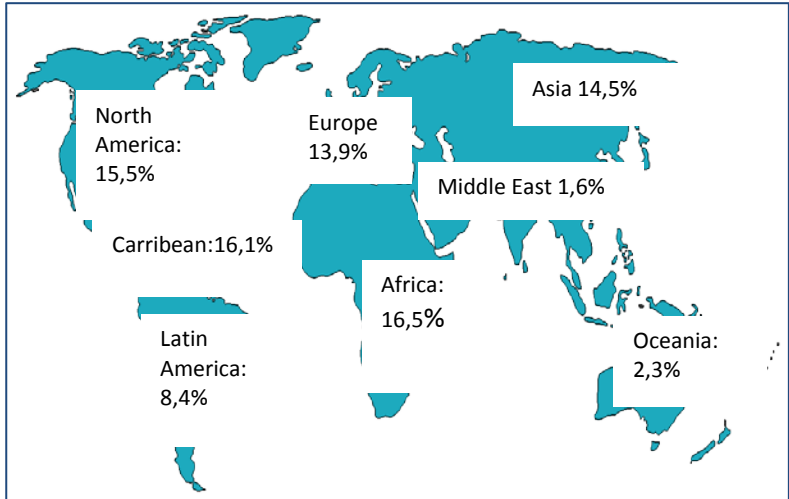 Asia 14,5%
North
America:
15,5%
Europe
13,9%
Middle East 1,6%
Carribean:16,1%
Africa:
16,5%
Latin
America:
8,4%
Oceania:
2,3%